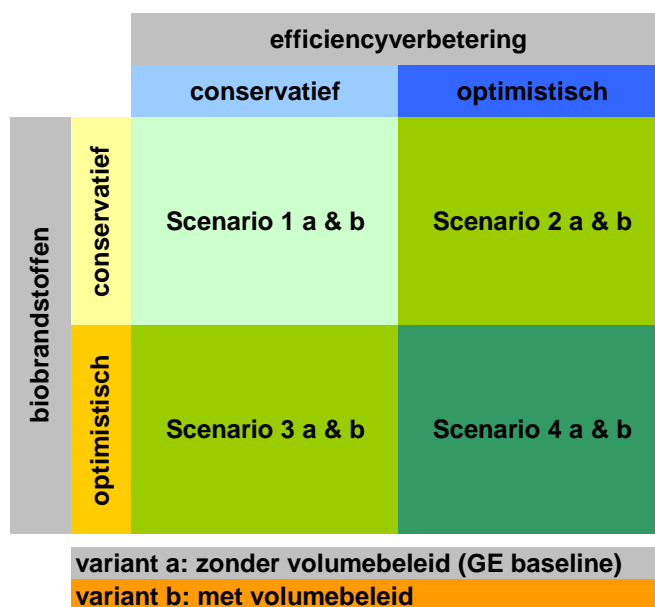 efficiencyverbetering
conservatief
optimistisch
biobrandstoffen
conservatief
Scenario 1 a & b
Scenario 2 a & b
optimistisch
Scenario 3 a & b
Scenario 4 a & b
variant a: zonder volumebeleid (GE baseline)
variant b: met volumebeleid